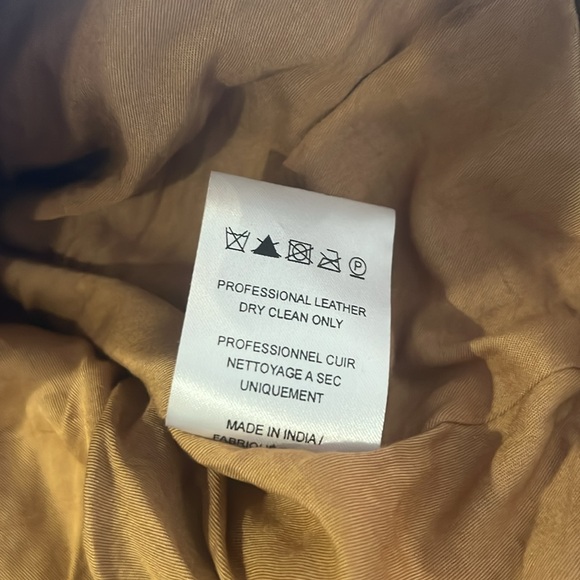 P
PROFESSIONAL LEATHER
DRY CLEAN ONLY
PROFESSIONNEL CUIR
NETTOYAGE A SEC
UNIQUEMENT
MADE IN INDIA/